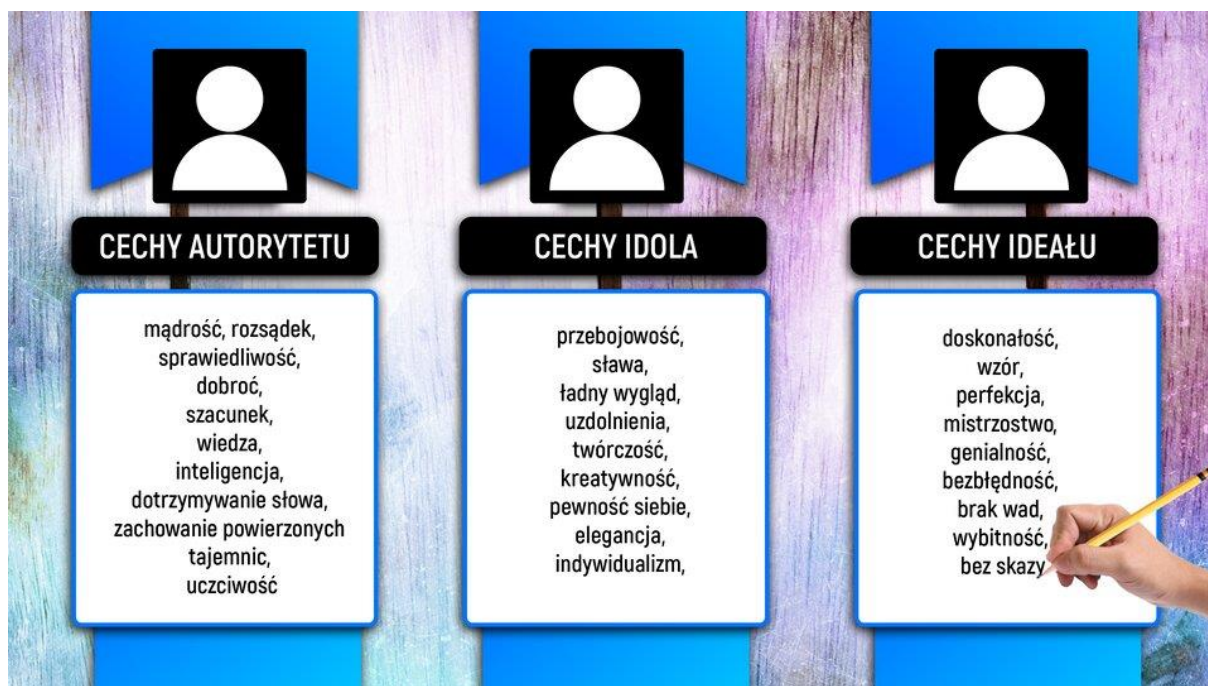 CECHY AUTORYTETU
mądrość, rozsądek,
sprawiedliwość,
dobroć,
szacunek,
wiedza,
inteligencja,
dotrzymywanie słowa,
zachowanie powierzonych
tajemnic,
uczciwość
CECHY IDOLA
przebojowość,
sława,
ładny wygląd,
uzdolnienia,
twórczość,
kreatywność,
pewność siebie,
elegancja,
indywidualizm,
CECHY IDEAŁU
doskonałość,
wzór,
perfekcja,
mistrzostwo,
genialność,
bezbłędność,
brak wad,
wybitność,
bez skazy